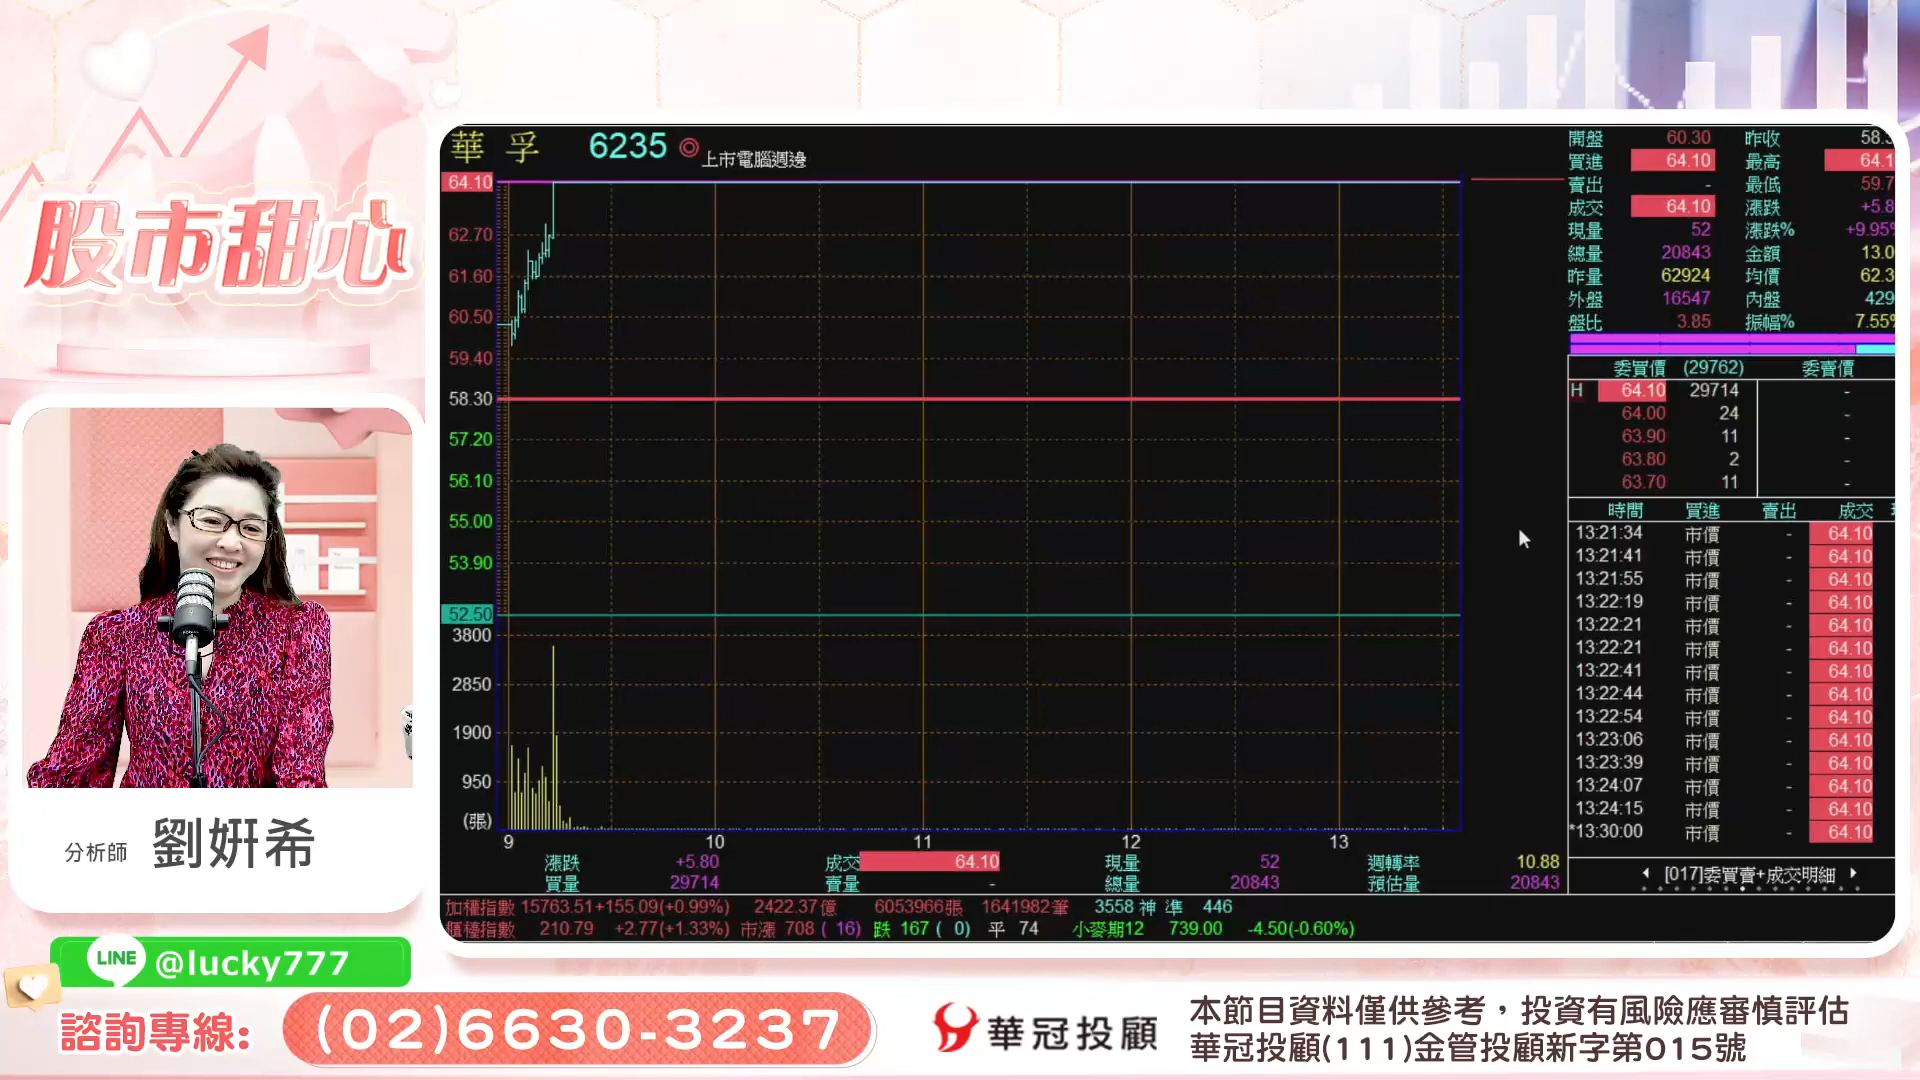 股市甜心
分析師 劉妍希
LINE @lucky777
諮詢專線: (02)6630-3237
華冠投顧
本節目資料僅供參考，投資有風險應審慎評估
華冠投顧(111)金管投顧新字第015號
華孚 6235 ◎ 上市電腦週邊
64.10
62.70
61.60
60.50
59.40
58.30
57.20
56.10
55.00
53.90
52.50
3800
2850
1900
950
(張)
9 10 11 12 13
漲跌 +5.80 成交 64.10 現量 52 週轉率 10.88
買量 29714 賣量 - 總量 20843 預估量 20843
加權指數 15763.51 +155.09(+0.99%) 2422.37億 6053966張 1641982筆 3558 神準 446
櫃檯指數 210.79 +2.77(+1.33%) 市漲 708 ( 16) 跌 167 ( 0) 平 74 小麥期12 739.00 -4.50(-0.60%)
開盤 60.30 昨收
買進 64.10 最高 64.1
賣出 - 最低 59.7
成交 64.10 漲跌 +5.8
現量 52 漲跌% +9.95%
總量 20843 金額 13.0
昨量 62924 均價 62.3
外盤 16547 內盤 429
盤比 3.85 振幅% 7.55%
委買價 (29762) 委賣價
H 64.10 29714 -
64.00 24 -
63.90 11 -
63.80 2 -
63.70 11 -
時間 買進 賣出 成交
13:21:34 市價 - 64.10
13:21:41 市價 - 64.10
13:21:55 市價 - 64.10
13:22:19 市價 - 64.10
13:22:21 市價 - 64.10
13:22:21 市價 - 64.10
13:22:41 市價 - 64.10
13:22:44 市價 - 64.10
13:22:54 市價 - 64.10
13:23:06 市價 - 64.10
13:23:39 市價 - 64.10
13:24:07 市價 - 64.10
13:24:15 市價 - 64.10
*13:30:00 市價 - 64.10
[017]委買賣+成交明細